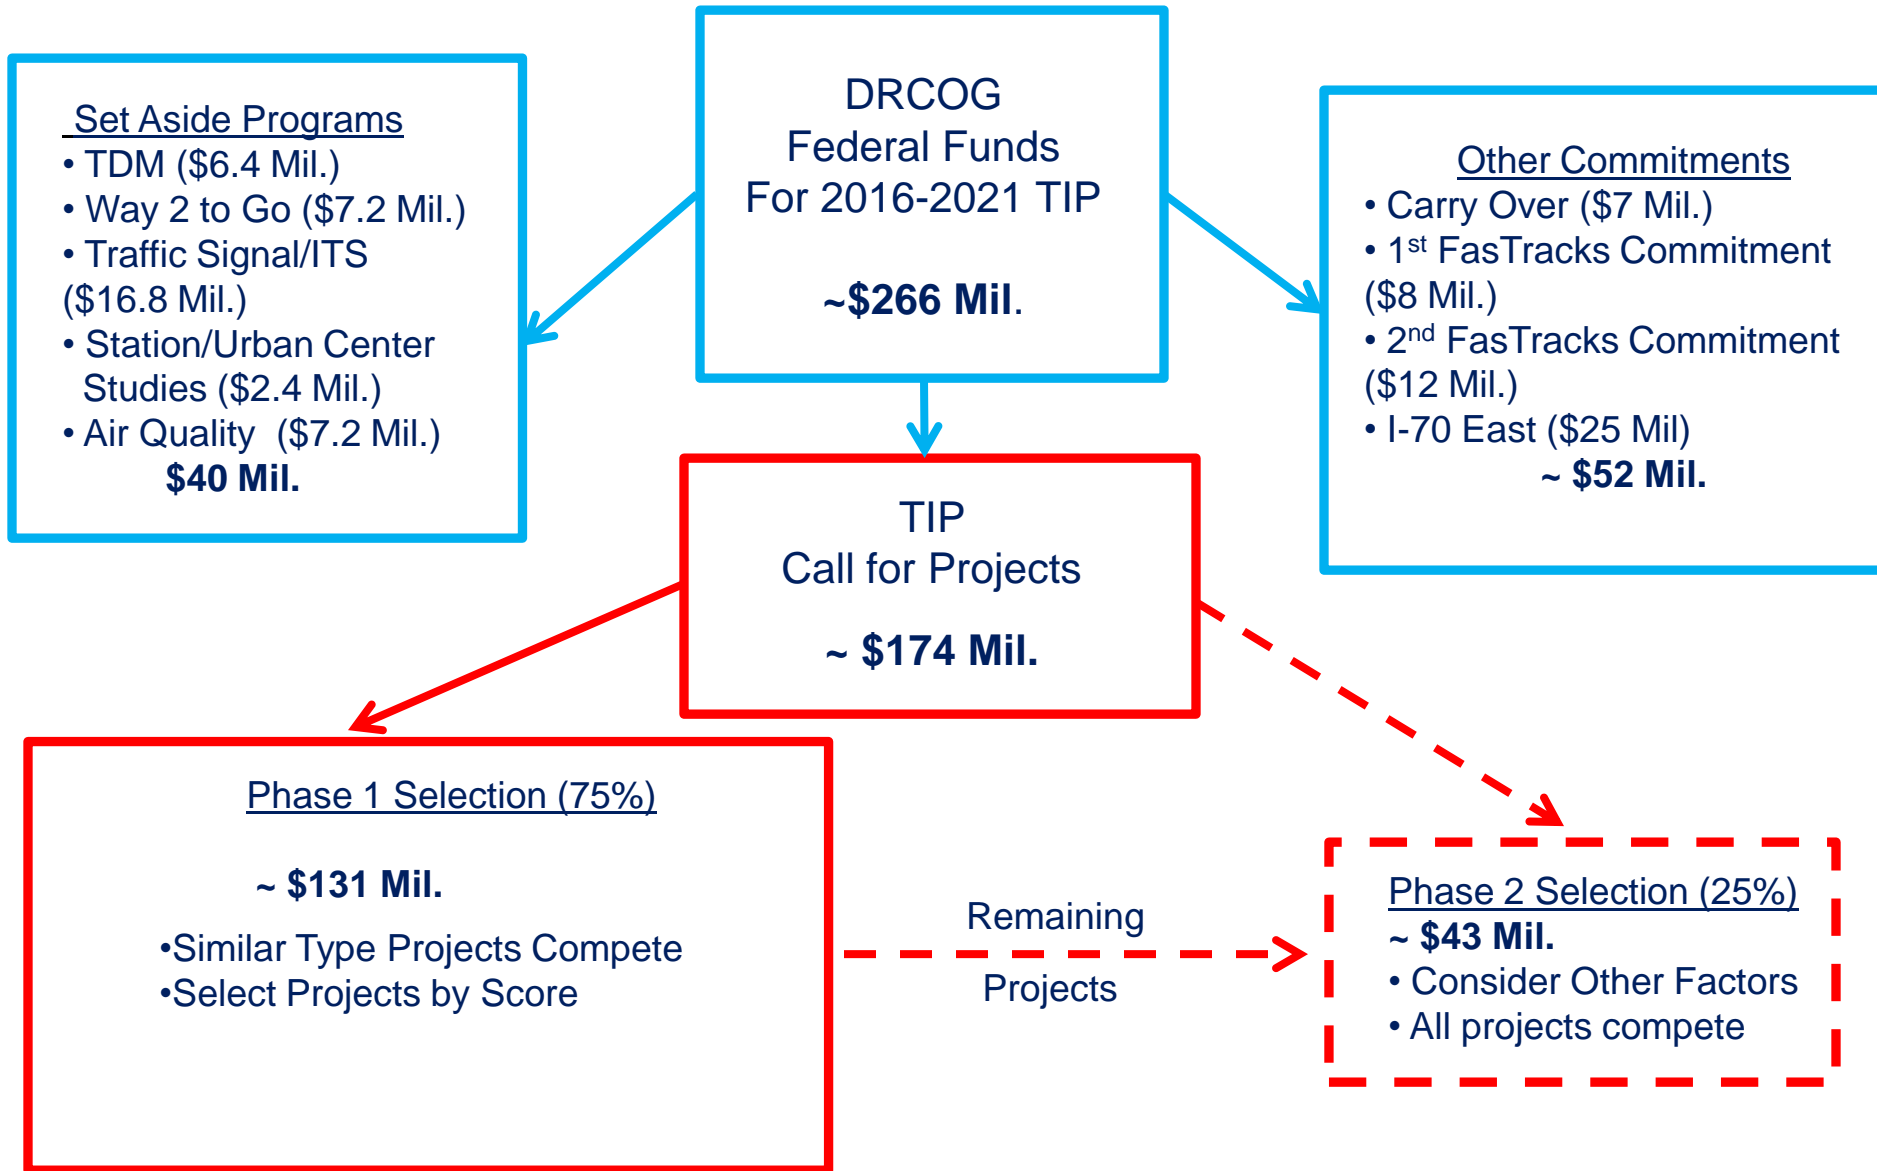 DRCOG
Federal Funds
For 2016-2021 TIP
~$266 Mil.
Set Aside Programs
• TDM ($6.4 Mil.)
• Way 2 to Go ($7.2 Mil.)
• Traffic Signal/ITS
($16.8 Mil.)
• Station/Urban Center
Studies ($2.4 Mil.)
• Air Quality ($7.2 Mil.)
$40 Mil.
Other Commitments
• Carry Over ($7 Mil.)
• 1st FasTracks Commitment
($8 Mil.)
• 2nd FasTracks Commitment
($12 Mil.)
• I-70 East ($25 Mil)
~ $52 Mil.
TIP
Call for Projects
~ $174 Mil.
Phase 1 Selection (75%)
~ $131 Mil.
•Similar Type Projects Compete
•Select Projects by Score
Remaining
Projects
Phase 2 Selection (25%)
~ $43 Mil.
• Consider Other Factors
• All projects compete